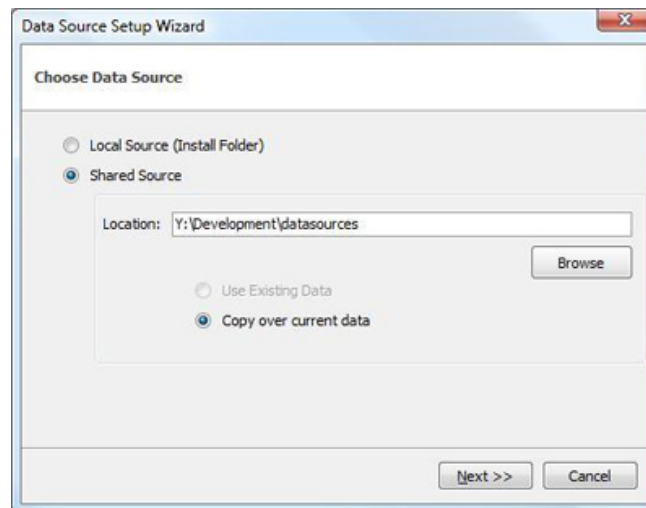 Data Source Setup Wizard
Choose Data Source
Local Source (Install Folder)
Shared Source
Location: Y:\Development\datasources
Browse
Use Existing Data
Copy over current data
Next >> Cancel